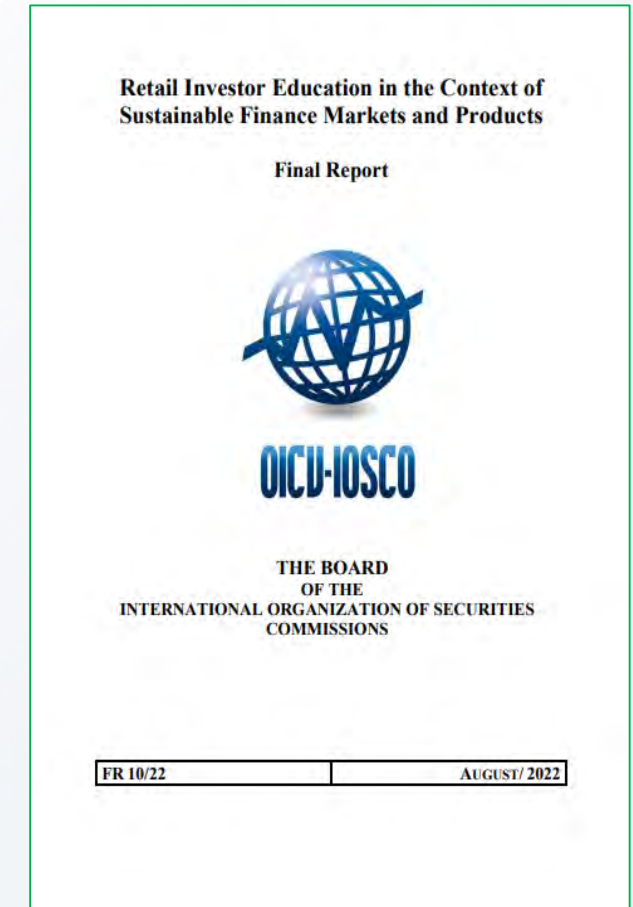 Retail Investor Education in the Context of
Sustainable Finance Markets and Products
Final Report
OICU-IOSCO
THE BOARD
OF THE
INTERNATIONAL ORGANIZATION OF SECURITIES
COMMISSIONS
FR 10/22 AUGUST/ 2022